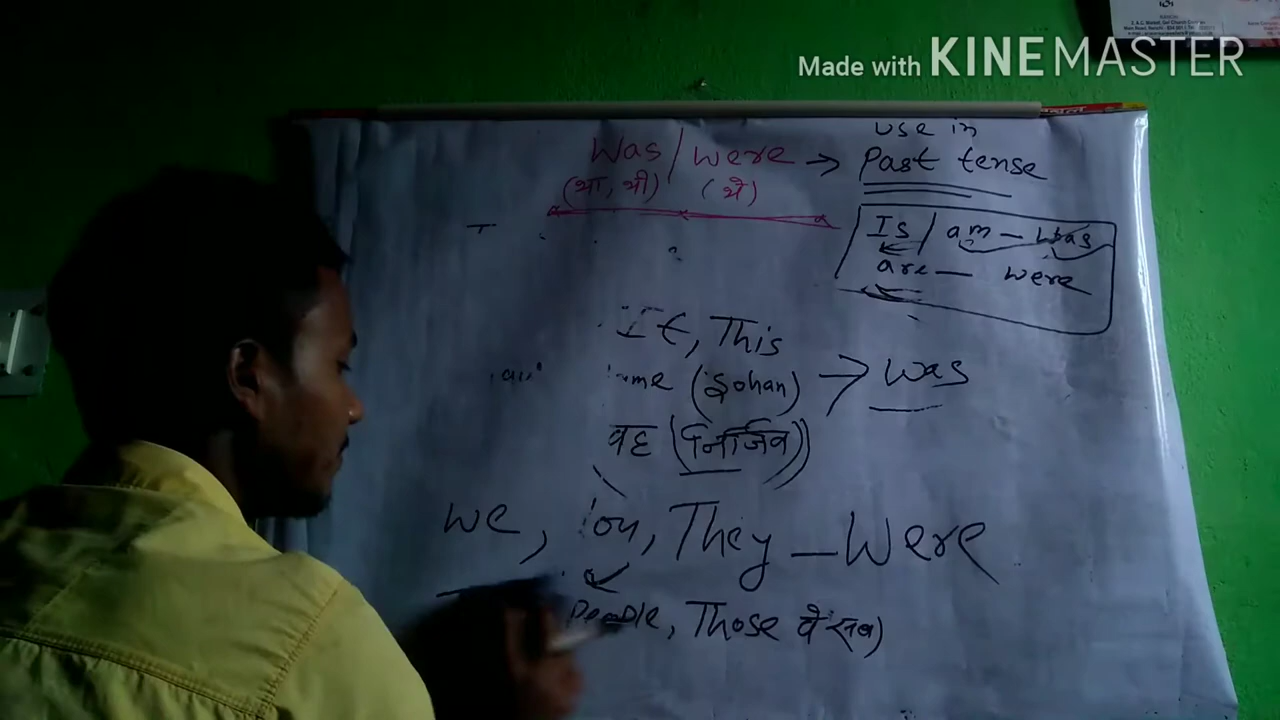 Made with KINEMASTER
use in
Was / were → Past tense
(था, थी) (थे)
Is / am — was
are — were
It, This
(Sohan) → was
वह (निर्जिव)
we, You, They — Were
People, Those वे सब)